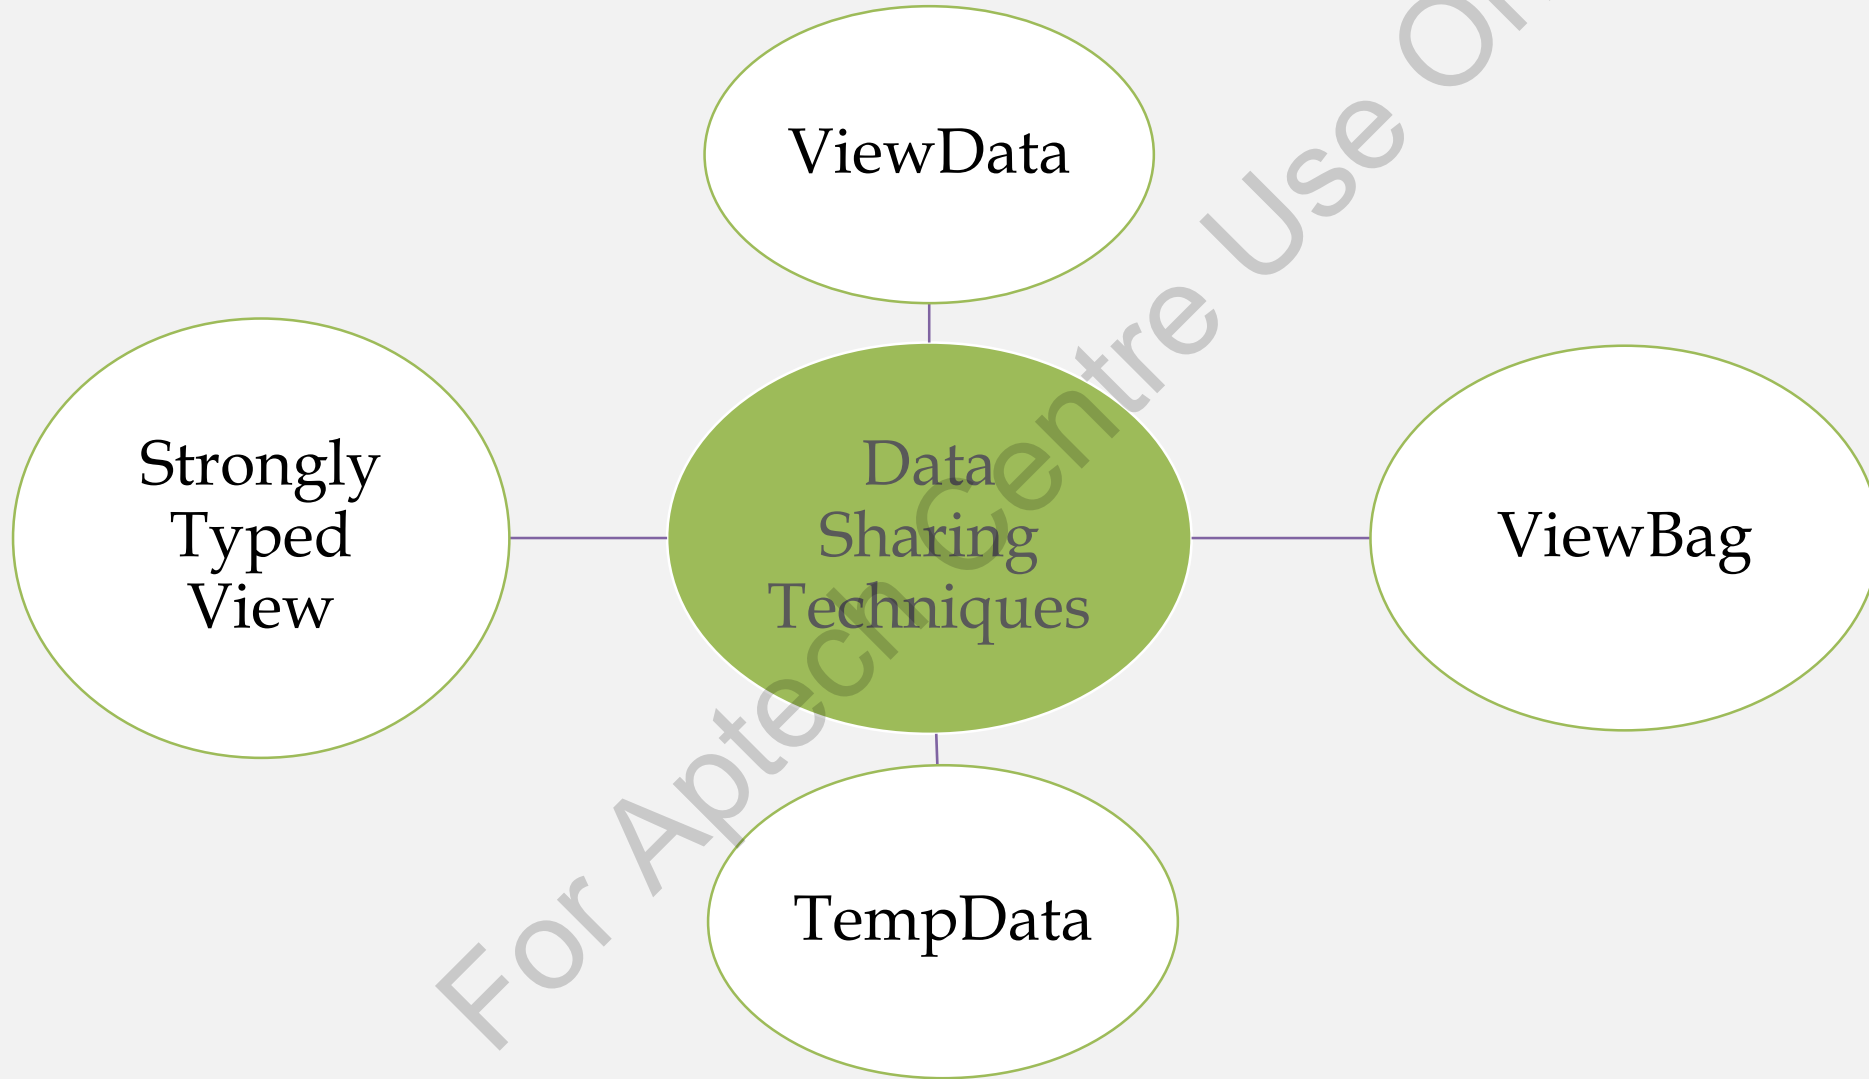 ViewData
Strongly
Typed
View
Data
Sharing
Techniques
ViewBag
TempData
For Aptech Centre Use